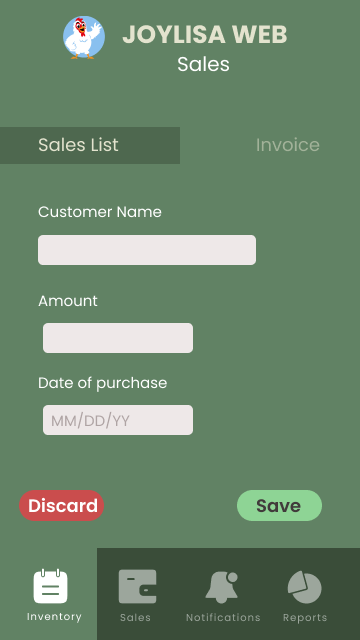 JOYLISA WEB
Sales
Sales List
Invoice
Customer Name
Amount
Date of purchase
MM/DD/YY
Discard
Save
Inventory
Sales
Notifications
Reports